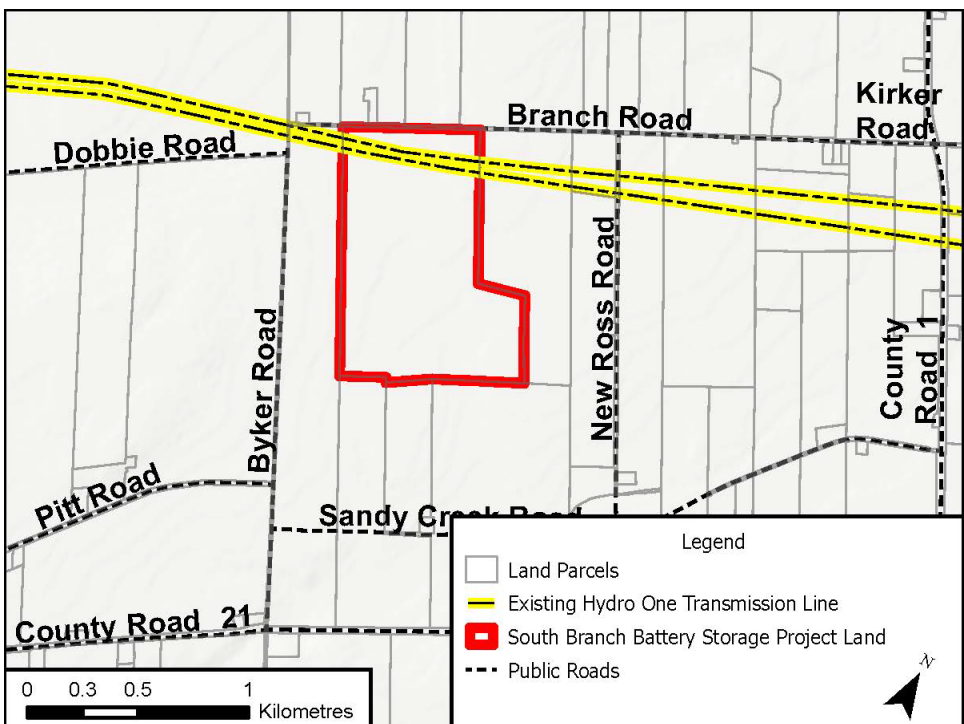 Kirker
Road
Branch Road
Dobbie Road
New Ross Road
Byker Road
County
Road 1
Pitt Road
Sandy Creek Road
County Road 21
Legend
Land Parcels
Existing Hydro One Transmission Line
South Branch Battery Storage Project Land
Public Roads
N
0 0.3 0.5 1
Kilometres